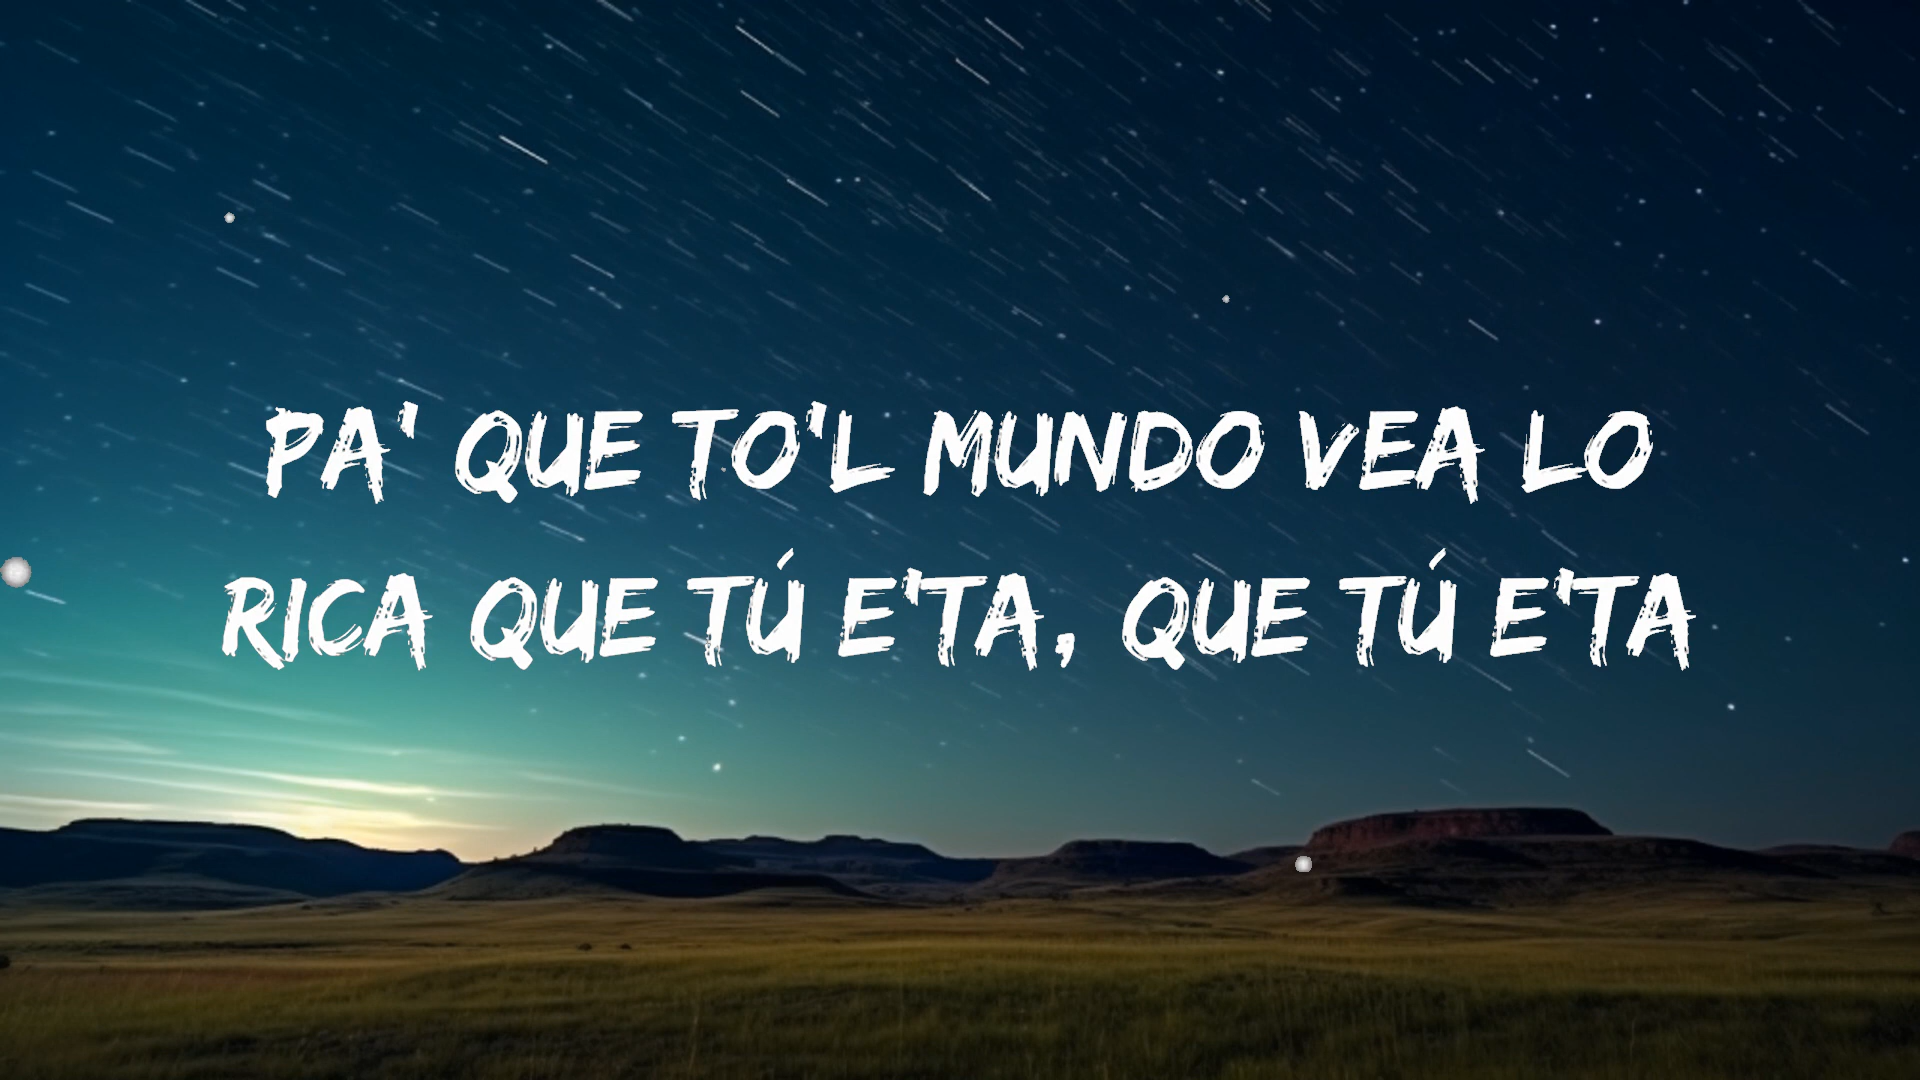 PA' QUE TO'L MUNDO VEA LO
RICA QUE TÚ E'TA, QUE TÚ E'TA